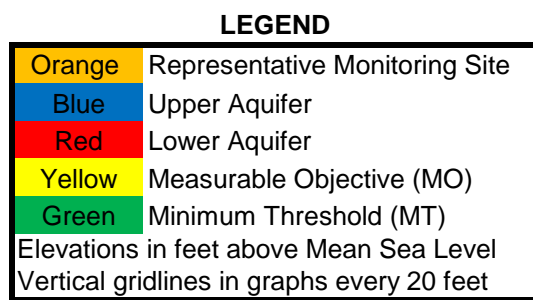 LEGEND
Orange Representative Monitoring Site
Blue Upper Aquifer
Red Lower Aquifer
Yellow Measurable Objective (MO)
Green Minimum Threshold (MT)
Elevations in feet above Mean Sea Level
Vertical gridlines in graphs every 20 feet